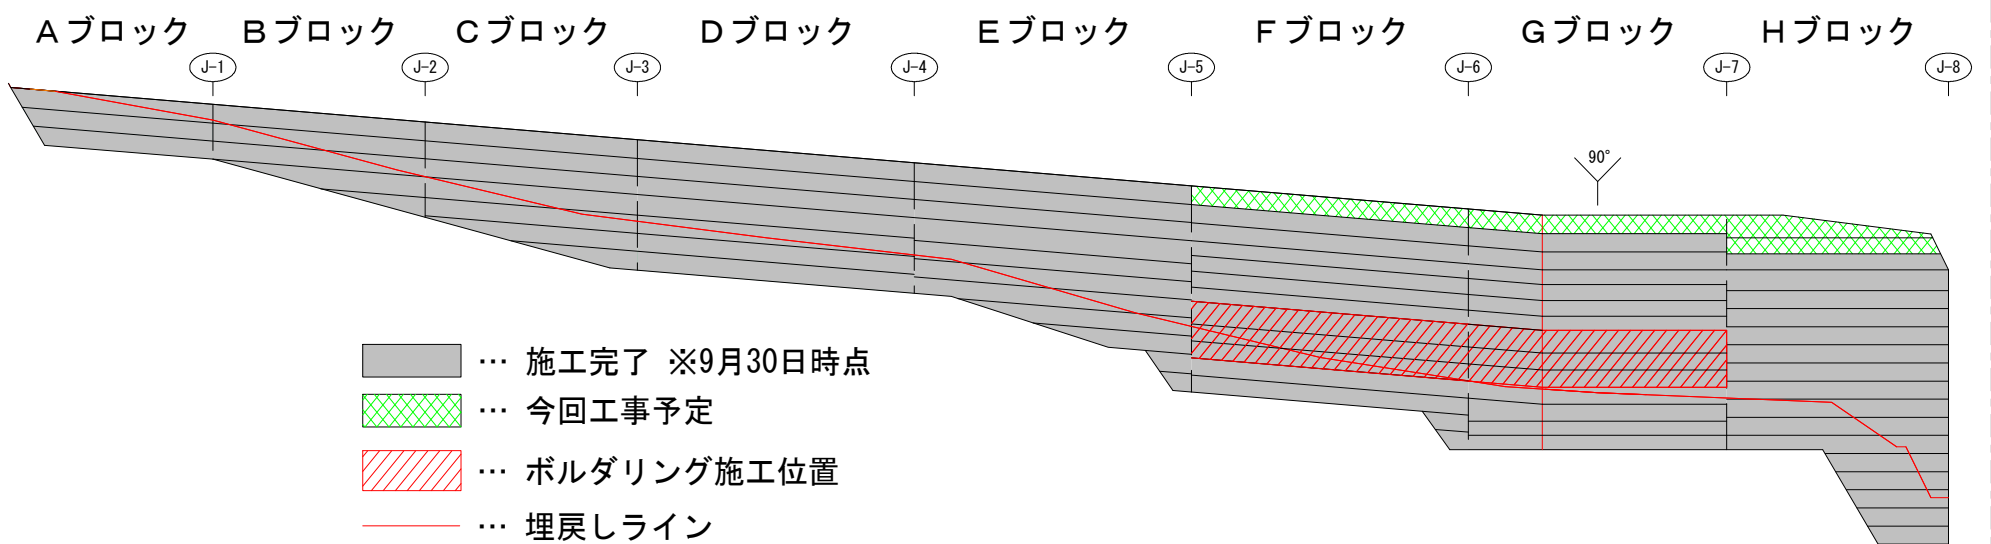 Aブロック Bブロック Cブロック Dブロック Eブロック Fブロック Gブロック Hブロック
J-1 J-2 J-3 J-4 J-5 J-6 J-7 J-8
90°
… 施工完了 ※9月30日時点
… 今回工事予定
… ボルダリング施工位置
… 埋戻しライン